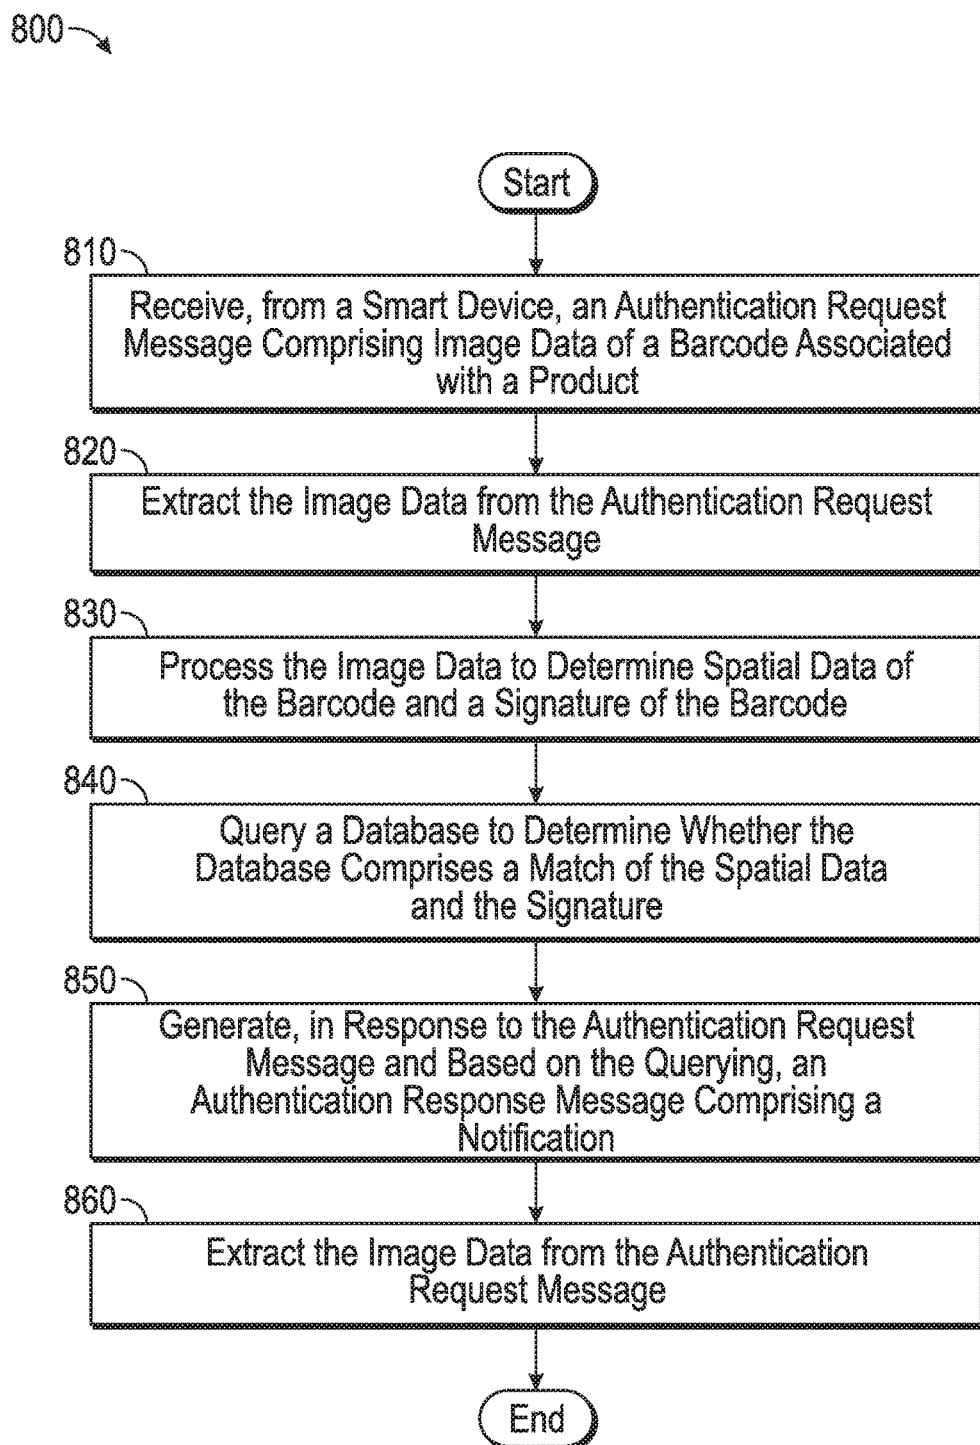 800
Start
810
Receive, from a Smart Device, an Authentication Request
Message Comprising Image Data of a Barcode Associated
with a Product
820
Extract the Image Data from the Authentication Request
Message
830
Process the Image Data to Determine Spatial Data of
the Barcode and a Signature of the Barcode
840
Query a Database to Determine Whether the
Database Comprises a Match of the Spatial Data
and the Signature
850
Generate, in Response to the Authentication Request
Message and Based on the Querying, an
Authentication Response Message Comprising a
Notification
860
Extract the Image Data from the Authentication
Request Message
End